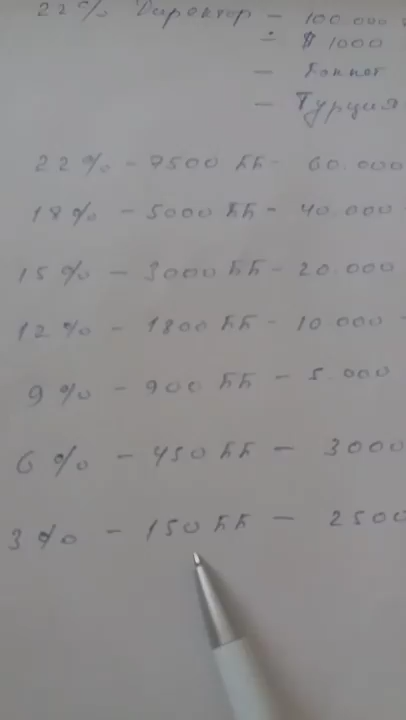 22% Директор - 100.000
- $ 1000
- Банкет
- Турция
22% - 7500 ББ - 60.000
18% - 5000 ББ - 40.000
15% - 3000 ББ - 20.000
12% - 1800 ББ - 10.000
9% - 900 ББ - 5.000
6% - 450 ББ - 3000
3% - 150 ББ - 2500